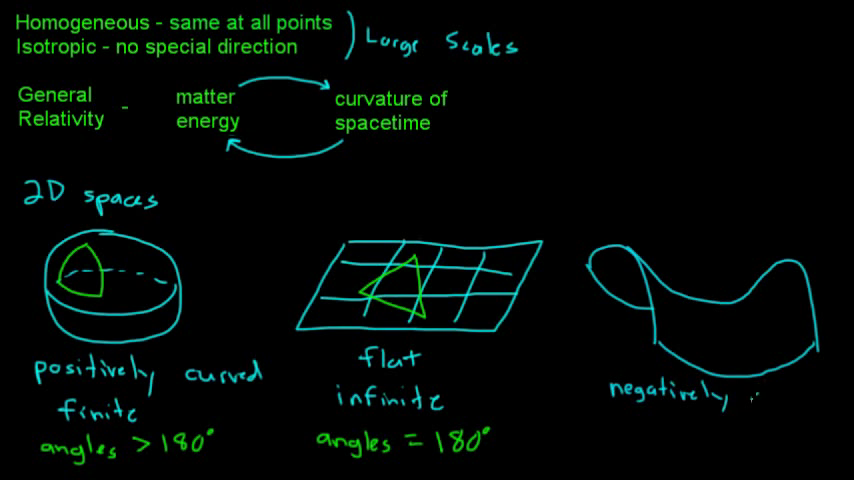 Homogeneous - same at all points
Isotropic - no special direction
Large Scales
General Relativity - matter energy curvature of spacetime
2D spaces
positively curved
finite
angles > 180°
flat
infinite
angles = 180°
negatively